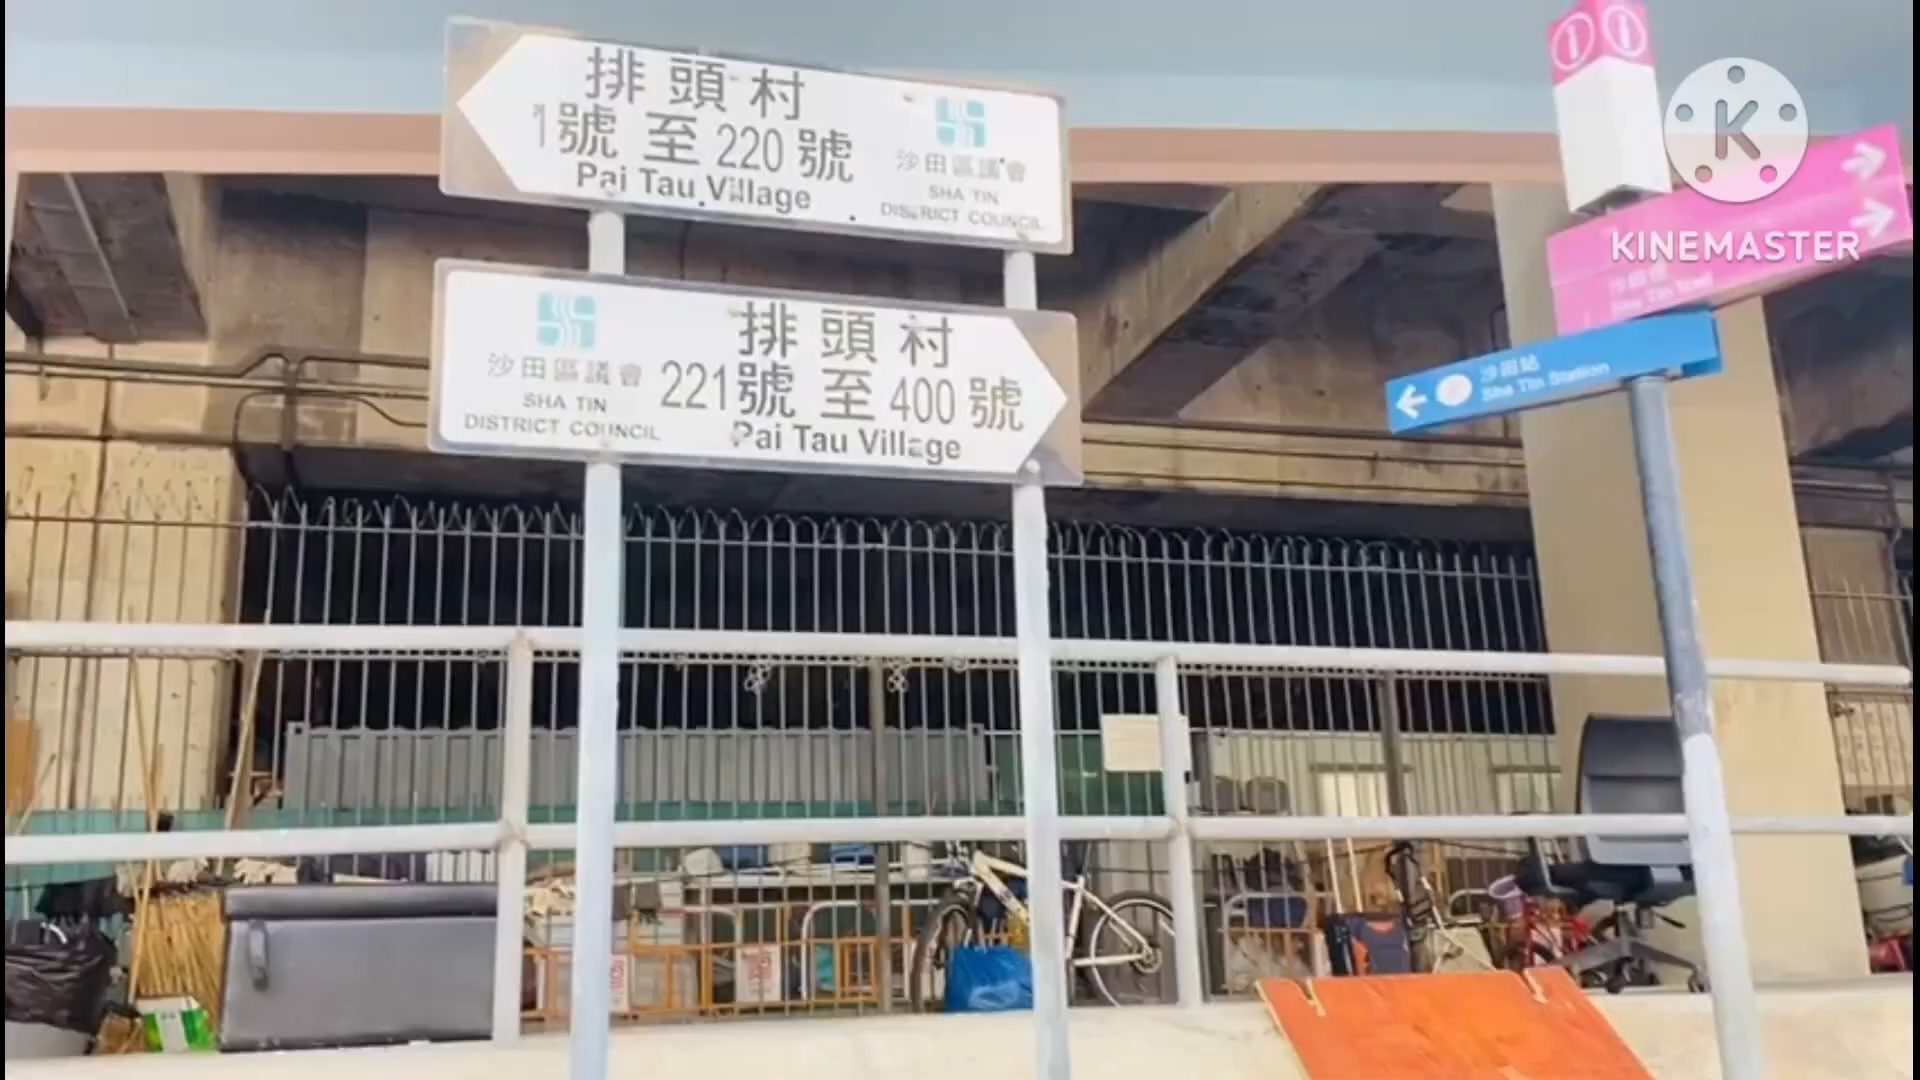 排頭村
1號至220號
Pai Tau Village
沙田區議會
SHA TIN
DISTRICT COUNCIL
排頭村
221號至400號
Pai Tau Village
沙田區議會
SHA TIN
DISTRICT COUNCIL
KINEMASTER
沙田站
Sha Tin Station